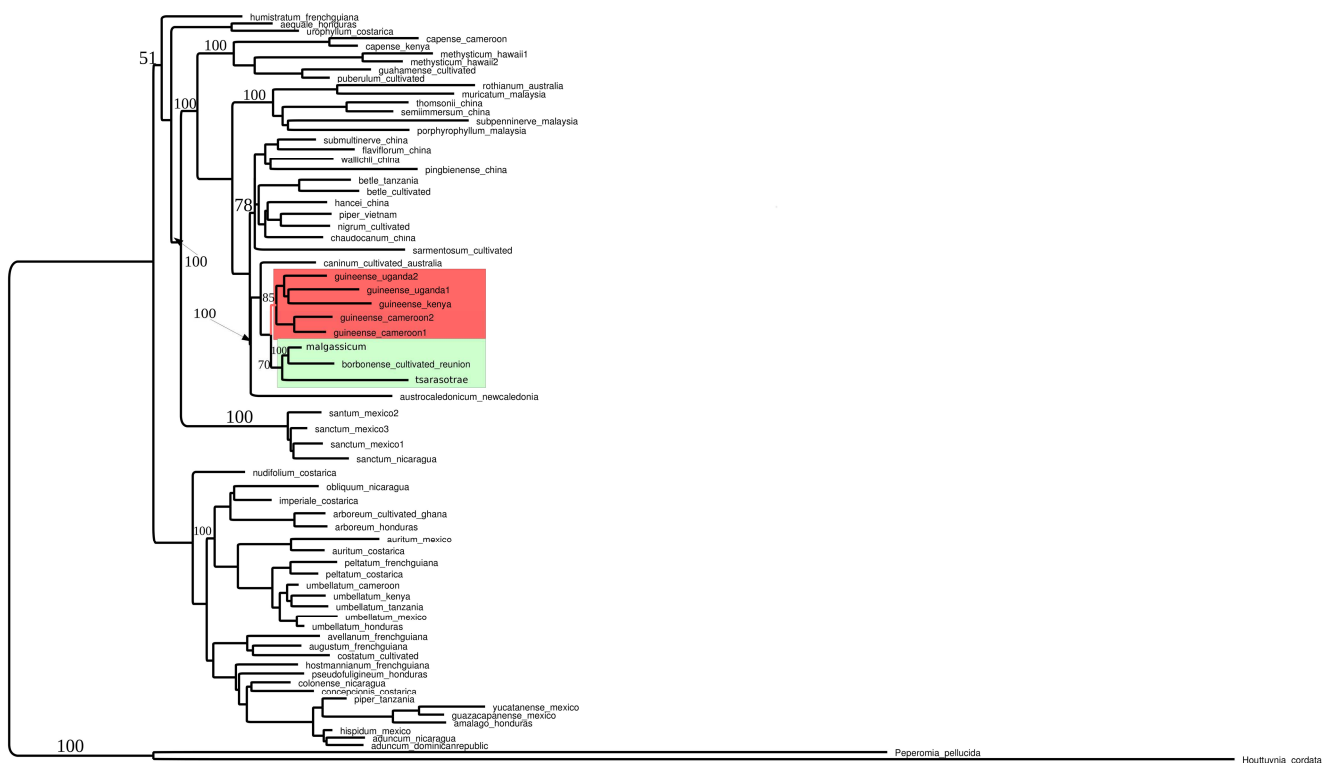 humistratum_frenchguiana
aequale_honduras
urophyllum_costarica
capense_cameroon
100
capense_kenya
51
methysticum_hawaii1
methysticum_hawaii2
guahamense_cultivated
puberulum_cultivated
rothianum_australia
100
muricatum_malaysia
100
thomsonii_china
semiimmersum_china
subpenninerve_malaysia
porphyrophyllum_malaysia
submultinerve_china
flaviflorum_china
wallichii_china
pingbienense_china
betle_tanzania
betle_cultivated
78
hancei_china
piper_vietnam
nigrum_cultivated
chaudocanum_china
sarmentosum_cultivated
100
caninum_cultivated_australia
guineense_uganda2
guineense_uganda1
85
guineense_kenya
100
guineense_cameroon2
guineense_cameroon1
100
malgassicum
70
borbonense_cultivated_reunion
tsarasotrae
austrocaledonicum_newcaledonia
santum_mexico2
100
sanctum_mexico3
sanctum_mexico1
sanctum_nicaragua
nudifolium_costarica
obliquum_nicaragua
imperiale_costarica
arboreum_cultivated_ghana
arboreum_honduras
100
auritum_mexico
auritum_costarica
peltatum_frenchguiana
peltatum_costarica
umbellatum_cameroon
umbellatum_kenya
umbellatum_tanzania
umbellatum_mexico
umbellatum_honduras
avellanum_frenchguiana
augustum_frenchguiana
costatum_cultivated
hostmannianum_frenchguiana
pseudofuligineum_honduras
colonense_nicaragua
concepcionis_costarica
piper_tanzania
yucatanense_mexico
guazacapanense_mexico
amalago_honduras
hispidum_mexico
aduncum_nicaragua
aduncum_dominicanrepublic
100
Peperomia_pellucida
Houttuynia_cordata